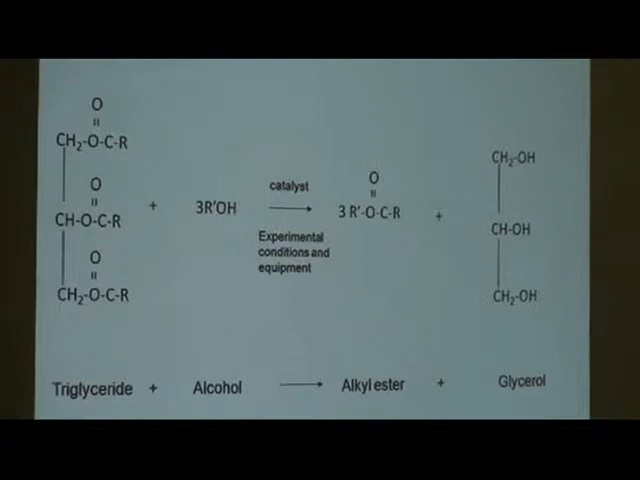 O
CH₂-O-C-R
O
CH-O-C-R
O
CH₂-O-C-R
+
3R'OH
catalyst
Experimental
conditions and
equipment
O
3 R'-O-C-R
+
CH₂-OH
CH-OH
CH₂-OH
Triglyceride + Alcohol → Alkyl ester + Glycerol